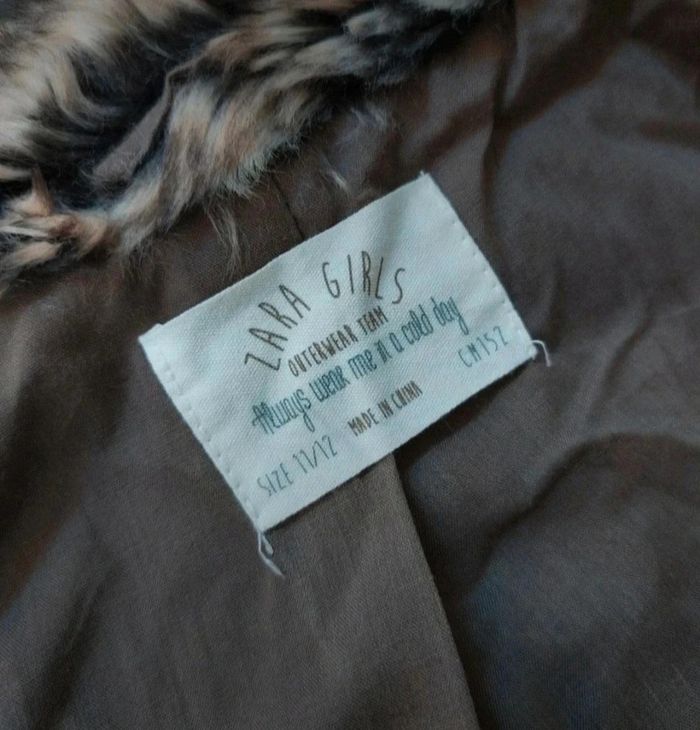 ZARA GIRLS
OUTERWEAR TEAM
Always wear me in a cold day
SIZE 11/12 MADE IN CHINA CM152